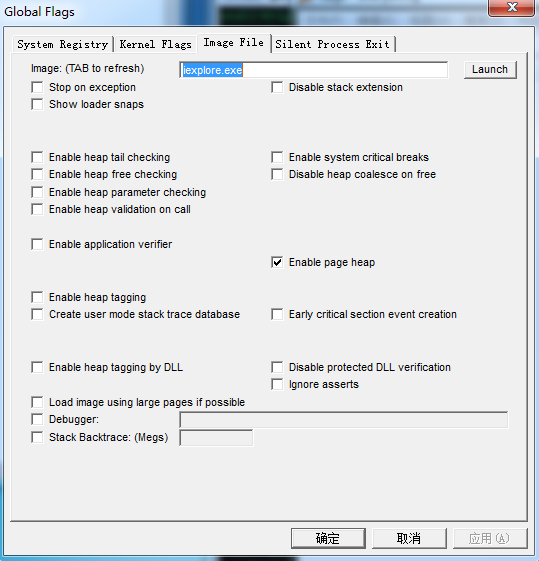 Global Flags
System Registry Kernel Flags Image File Silent Process Exit
Image: (TAB to refresh) iexplore.exe Launch
Stop on exception Disable stack extension
Show loader snaps
Enable heap tail checking Enable system critical breaks
Enable heap free checking Disable heap coalesce on free
Enable heap parameter checking
Enable heap validation on call
Enable application verifier
Enable page heap
Enable heap tagging
Create user mode stack trace database Early critical section event creation
Enable heap tagging by DLL Disable protected DLL verification
Ignore asserts
Load image using large pages if possible
Debugger:
Stack Backtrace: (Megs)
确定 取消 应用(A)